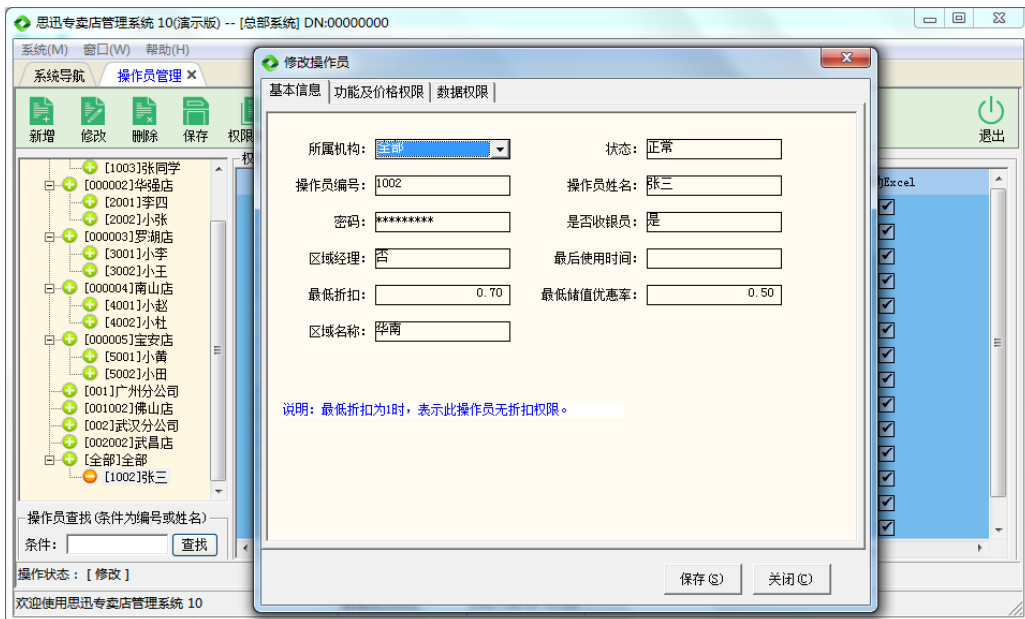 思迅专卖店管理系统 10(演示版) -- [总部系统] DN:00000000
系统(M) 窗口(W) 帮助(H)
系统导航 操作员管理
新增 修改 删除 保存 权限 退出
[1003]张同学
[000002]华强店
[2001]李四
[2002]小张
[000003]罗湖店
[3001]小李
[3002]小王
[000004]南山店
[4001]小赵
[4002]小杜
[000005]宝安店
[5001]小黄
[5002]小田
[001]广州分公司
[001002]佛山店
[002]武汉分公司
[002002]武昌店
[全部]全部
[1002]张三
操作员查找(条件为编号或姓名)
条件: 查找
操作状态：[ 修改 ]
欢迎使用思迅专卖店管理系统 10
权
Excel
修改操作员
基本信息 功能及价格权限 数据权限
所属机构: 全部 状态: 正常
操作员编号: 1002 操作员姓名: 张三
密码: ********* 是否收银员: 是
区域经理: 否 最后使用时间:
最低折扣: 0.70 最低储值优惠率: 0.50
区域名称: 华南
说明: 最低折扣为1时, 表示此操作员无折扣权限。
保存(S) 关闭(C)